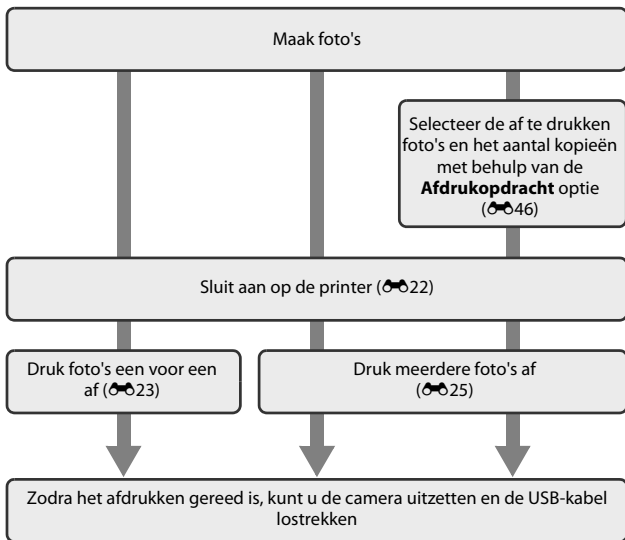 Maak foto's
Selecteer de af te drukken
foto's en het aantal kopieën
met behulp van de
Afdrukopdracht optie
(46)
Sluit aan op de printer (22)
Druk foto's een voor een
af (23)
Druk meerdere foto's af
(25)
Zodra het afdrukken gereed is, kunt u de camera uitzetten en de USB-kabel
lostrekken